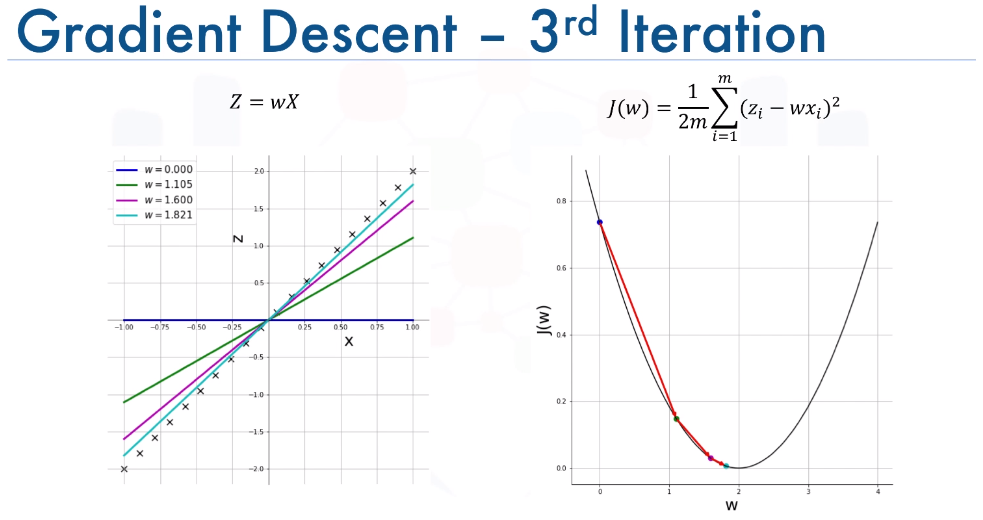 Gradient Descent – 3rd Iteration
Z = wX
J(w) = \frac{1}{2m} \sum_{i=1}^{m} (z_i − wx_i)^2
w = 0.000
w = 1.105
w = 1.600
w = 1.821
2.0
1.5
1.0
0.5
−0.5
−1.0
−1.5
−2.0
Z
−1.00 −0.75 −0.50 −0.25 0.25 0.50 0.75 1.00
X
0.8
0.6
0.4
0.2
0.0
J(w)
0 1 2 3 4
w